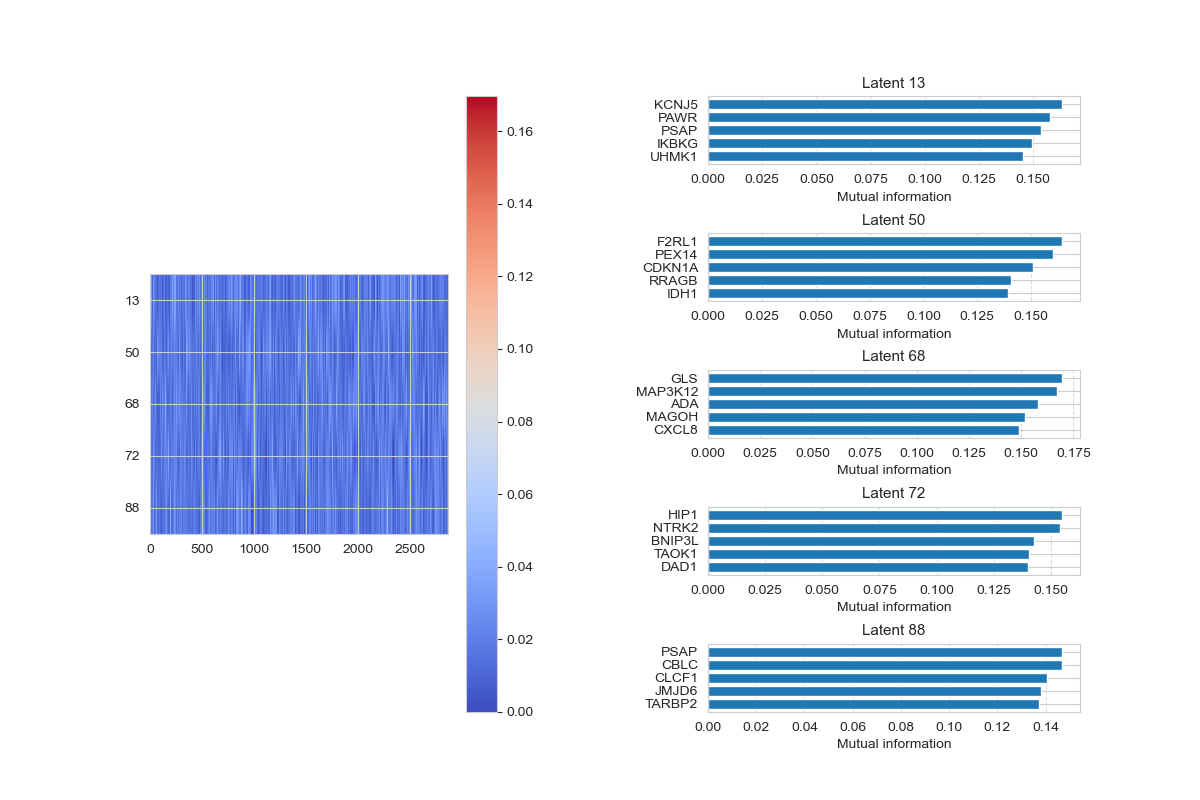 13
50
68
72
88
0 500 1000 1500 2000 2500
0.16
0.14
0.12
0.10
0.08
0.06
0.04
0.02
0.00
Latent 13
KCNJ5
PAWR
PSAP
IKBKG
UHMK1
0.000 0.025 0.050 0.075 0.100 0.125 0.150
Mutual information
Latent 50
F2RL1
PEX14
CDKN1A
RRAGB
IDH1
0.000 0.025 0.050 0.075 0.100 0.125 0.150
Mutual information
Latent 68
GLS
MAP3K12
ADA
MAGOH
CXCL8
0.000 0.025 0.050 0.075 0.100 0.125 0.150 0.175
Mutual information
Latent 72
HIP1
NTRK2
BNIP3L
TAOK1
DAD1
0.000 0.025 0.050 0.075 0.100 0.125 0.150
Mutual information
Latent 88
PSAP
CBLC
CLCF1
JMJD6
TARBP2
0.00 0.02 0.04 0.06 0.08 0.10 0.12 0.14
Mutual information